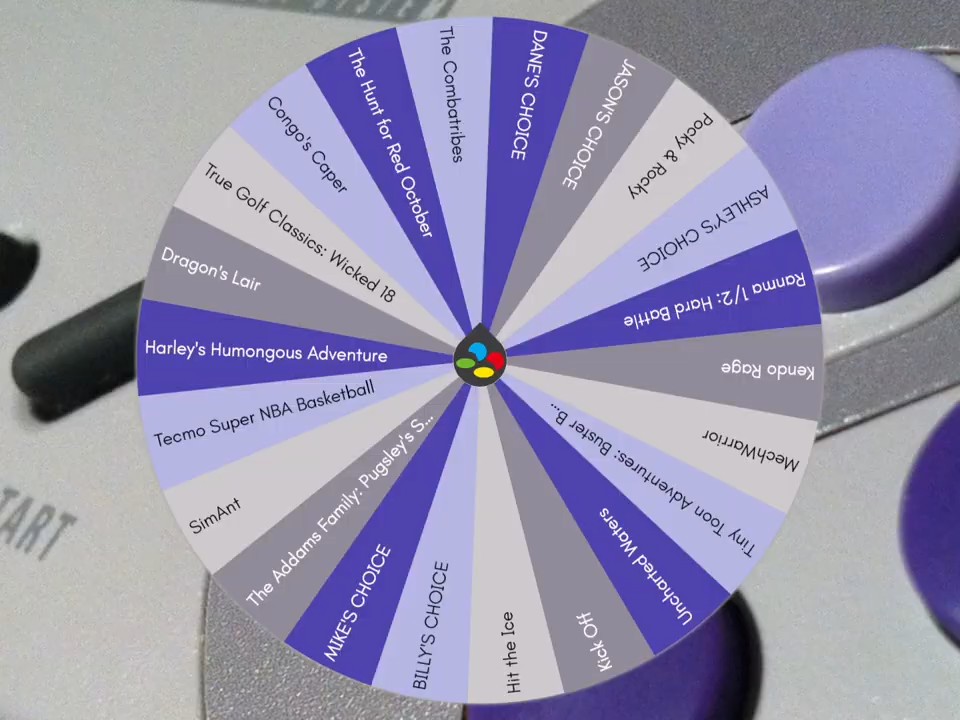 DANE'S CHOICE
JASON'S CHOICE
Pocky & Rocky
ASHLEY'S CHOICE
Ranma 1/2: Hard Battle
Kendo Rage
MechWarrior
Tiny Toon Adventures: Buster B...
Uncharted Waters
Kick Off
Hit the Ice
BILLY'S CHOICE
MIKE'S CHOICE
The Addams Family: Pugsley's S...
SimAnt
Tecmo Super NBA Basketball
Harley's Humongous Adventure
Dragon's Lair
True Golf Classics: Wicked 18
Congo's Caper
The Hunt for Red October
The Combatribes